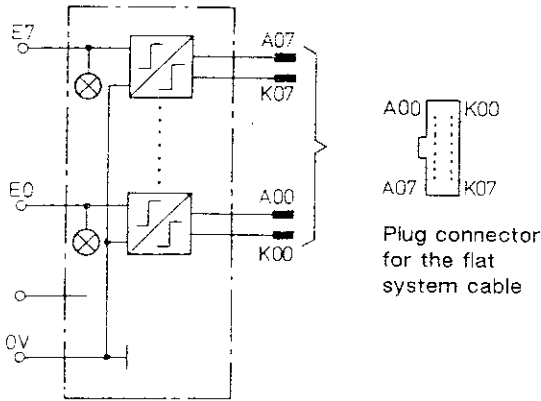 E7
A07
K07
A00 K00
E0
A00
K00
A07 K07
Plug connector
for the flat
system cable
0V